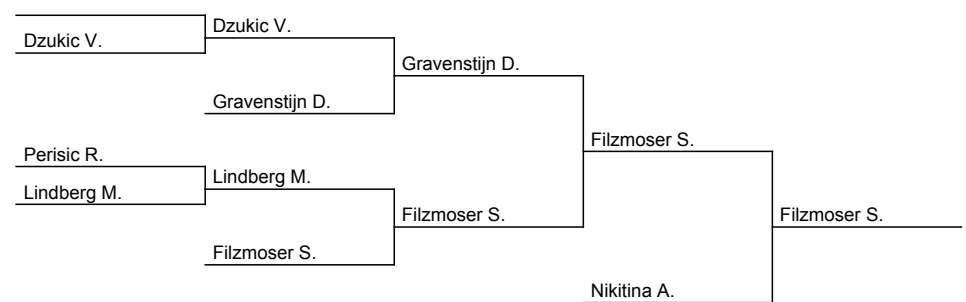 Dzukic V.
Dzukic V.
Gravenstijn D.
Gravenstijn D.
Filzmoser S.
Perisic R.
Lindberg M.
Lindberg M.
Filzmoser S.
Filzmoser S.
Filzmoser S.
Nikitina A.